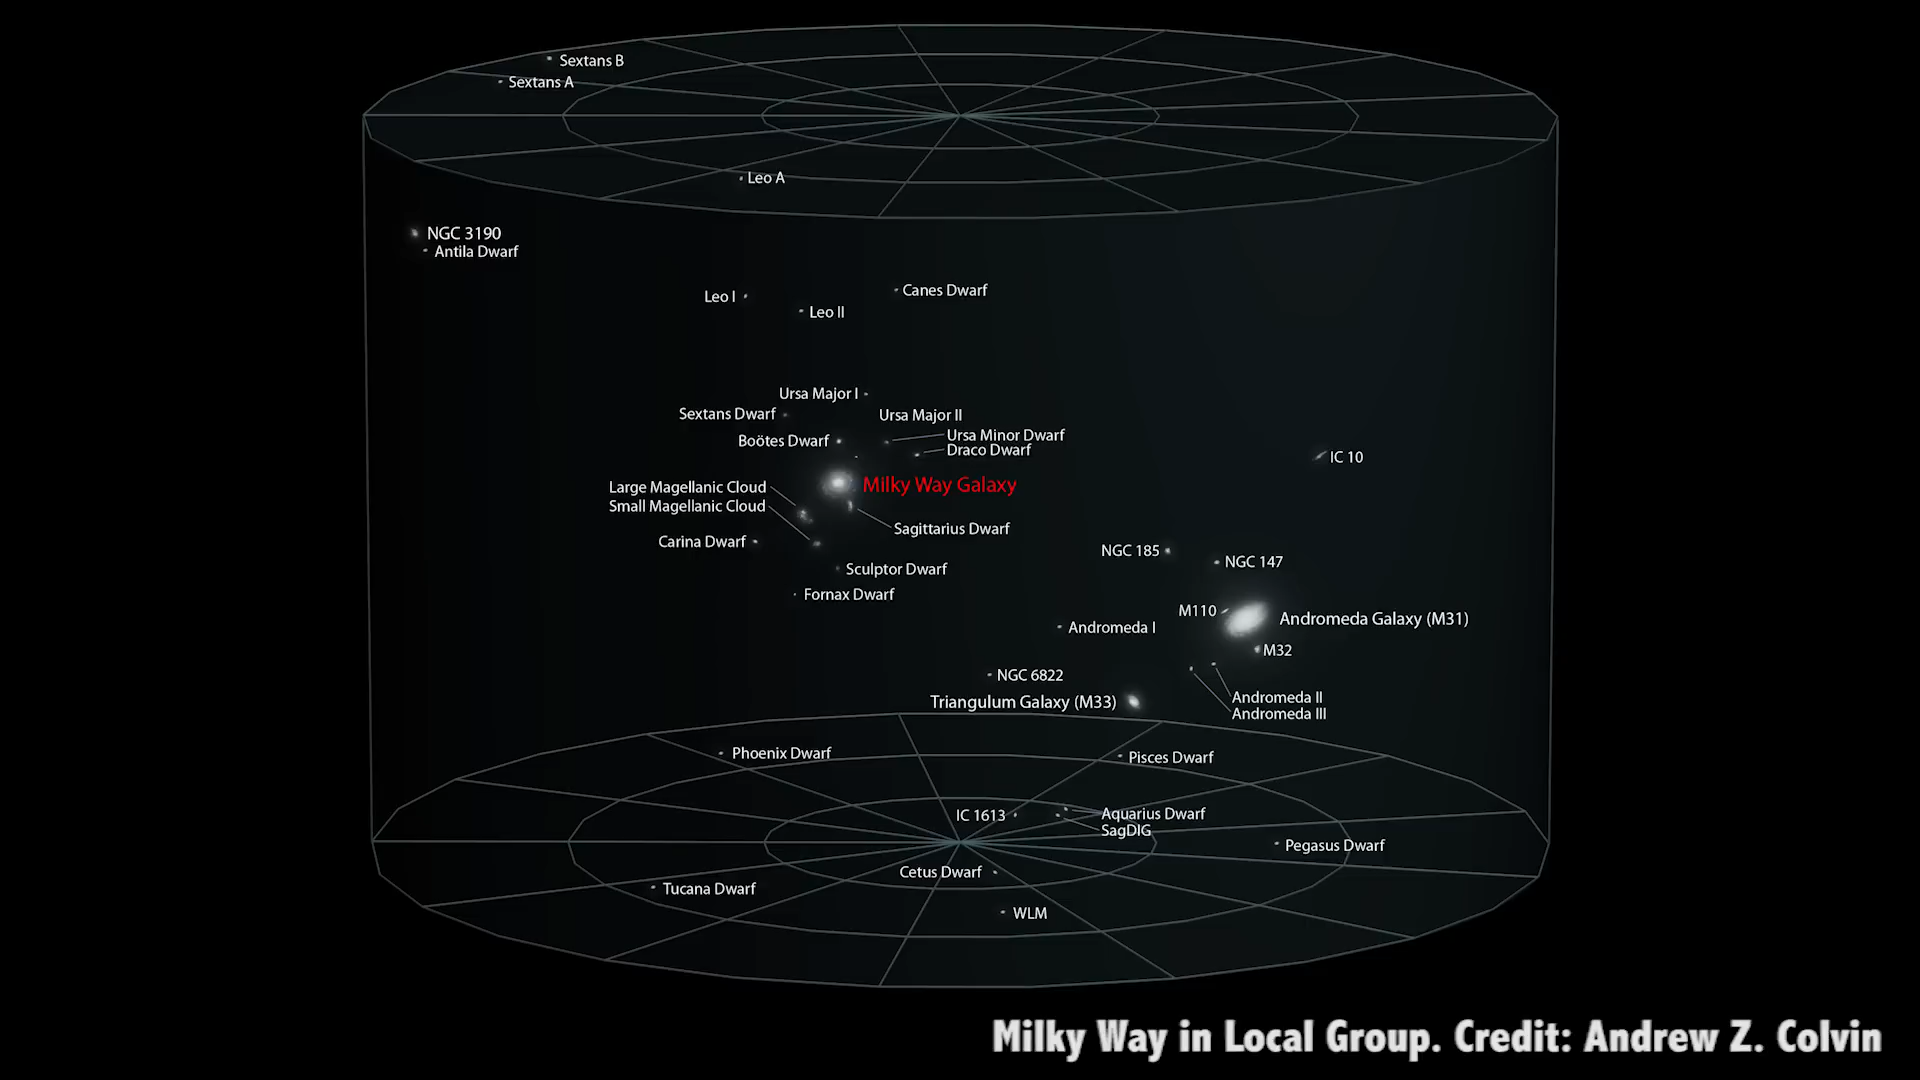 Sextans B
Sextans A
Leo A
NGC 3190
Antila Dwarf
Canes Dwarf
Leo I
Leo II
Ursa Major I
Sextans Dwarf
Ursa Major II
Boötes Dwarf
Ursa Minor Dwarf
Draco Dwarf
IC 10
Milky Way Galaxy
Large Magellanic Cloud
Small Magellanic Cloud
Sagittarius Dwarf
Carina Dwarf
NGC 185
NGC 147
Sculptor Dwarf
Fornax Dwarf
M110
Andromeda Galaxy (M31)
Andromeda I
M32
NGC 6822
Andromeda II
Triangulum Galaxy (M33)
Andromeda III
Phoenix Dwarf
Pisces Dwarf
IC 1613
Aquarius Dwarf
SagDIG
Pegasus Dwarf
Cetus Dwarf
Tucana Dwarf
WLM
Milky Way in Local Group. Credit: Andrew Z. Colvin